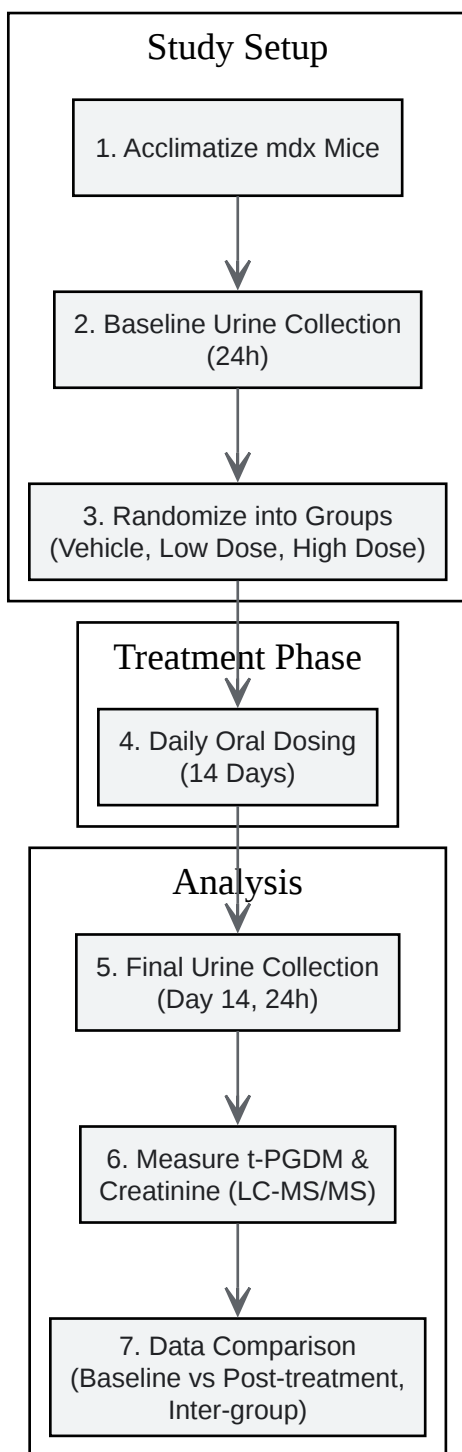 Study Setup
1. Acclimatize mdx Mice
2. Baseline Urine Collection
(24h)
3. Randomize into Groups
(Vehicle, Low Dose, High Dose)
Treatment Phase
4. Daily Oral Dosing
(14 Days)
Analysis
5. Final Urine Collection
(Day 14, 24h)
6. Measure t-PGDM &
Creatinine (LC-MS/MS)
7. Data Comparison
(Baseline vs Post-treatment,
Inter-group)